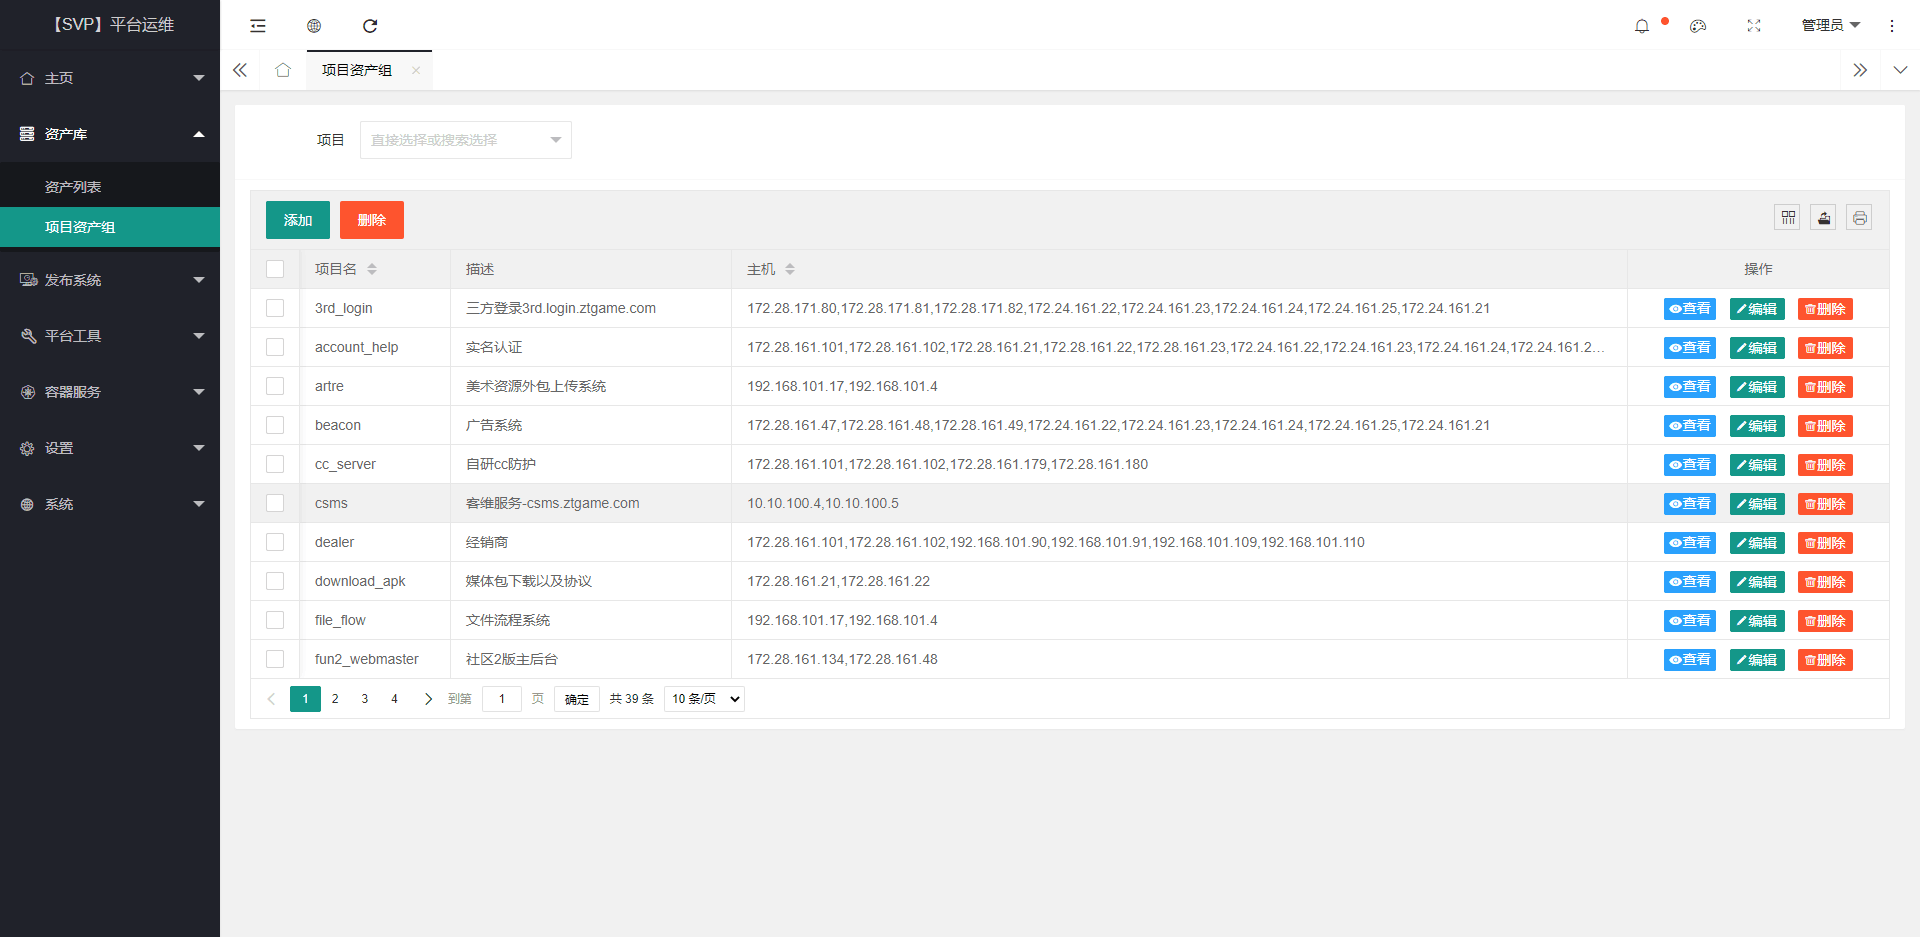 【SVP】平台运维
主页
资产库
资产列表
项目资产组
发布系统
平台工具
容器服务
设置
系统
管理员
项目资产组
项目 直接选择或搜索选择
添加 删除
项目名 描述 主机 操作
3rd_login 三方登录3rd.login.ztgame.com 172.28.171.80,172.28.171.81,172.28.171.82,172.24.161.22,172.24.161.23,172.24.161.24,172.24.161.25,172.24.161.21 查看 编辑 删除
account_help 实名认证 172.28.161.101,172.28.161.102,172.28.161.21,172.28.161.22,172.28.161.23,172.24.161.22,172.24.161.23,172.24.161.24,172.24.161.2... 查看 编辑 删除
artre 美术资源外包上传系统 192.168.101.17,192.168.101.4 查看 编辑 删除
beacon 广告系统 172.28.161.47,172.28.161.48,172.28.161.49,172.24.161.22,172.24.161.23,172.24.161.24,172.24.161.25,172.24.161.21 查看 编辑 删除
cc_server 自研cc防护 172.28.161.101,172.28.161.102,172.28.161.179,172.28.161.180 查看 编辑 删除
csms 客维服务-csms.ztgame.com 10.10.100.4,10.10.100.5 查看 编辑 删除
dealer 经销商 172.28.161.101,172.28.161.102,192.168.101.90,192.168.101.91,192.168.101.109,192.168.101.110 查看 编辑 删除
download_apk 媒体包下载以及协议 172.28.161.21,172.28.161.22 查看 编辑 删除
file_flow 文件流程系统 192.168.101.17,192.168.101.4 查看 编辑 删除
fun2_webmaster 社区2版主后台 172.28.161.134,172.28.161.48 查看 编辑 删除
1 2 3 4 到第 1 页 确定 共 39 条 10 条/页